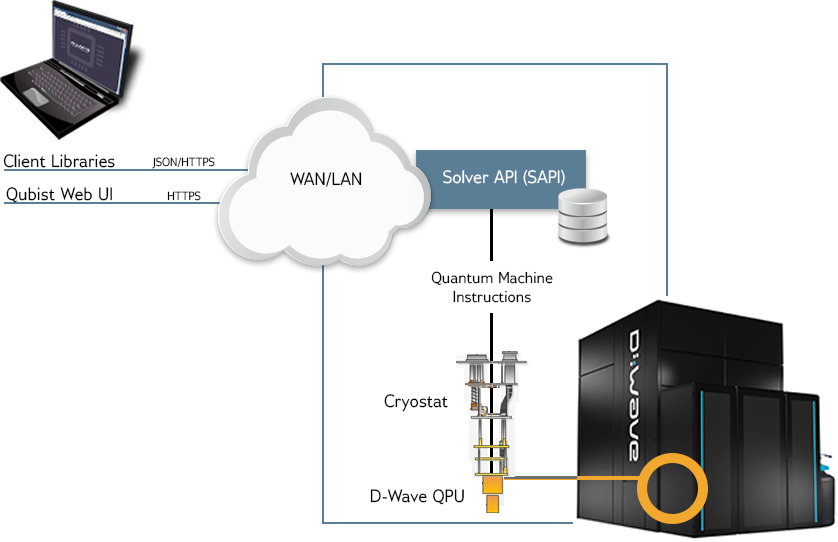 Client Libraries
JSON/HTTPS
Qubist Web UI
HTTPS
WAN/LAN
Solver API (SAPI)
Quantum Machine
Instructions
Cryostat
D-Wave QPU
D:wave